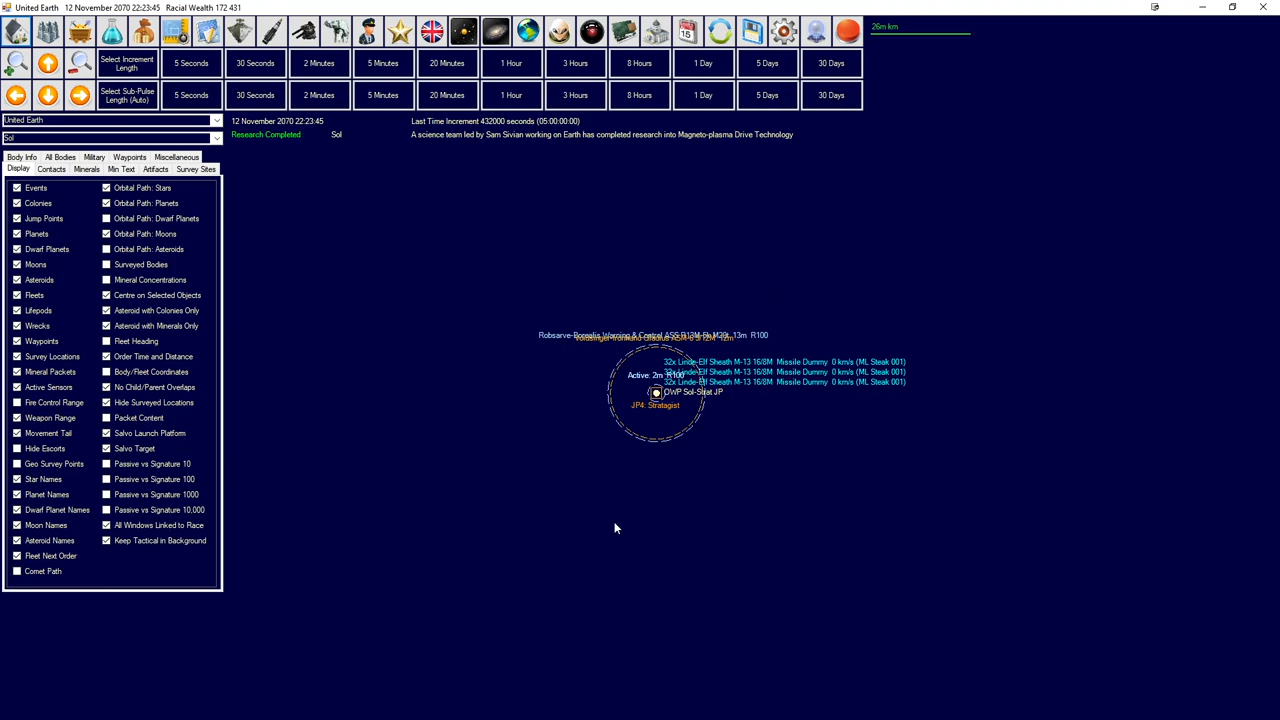 United Earth   12 November 2070 22:23:45   Racial Wealth 172 431
26m km
15
Select Increment Length
5 Seconds
30 Seconds
2 Minutes
5 Minutes
20 Minutes
1 Hour
3 Hours
8 Hours
1 Day
5 Days
30 Days
Select Sub-Pulse Length (Auto)
5 Seconds
30 Seconds
2 Minutes
5 Minutes
20 Minutes
1 Hour
3 Hours
8 Hours
1 Day
5 Days
30 Days
United Earth
Sol
12 November 2070 22:23:45
Last Time Increment 432000 seconds (05:00:00:00)
Research Completed
Sol
A science team led by Sam Sivian working on Earth has completed research into Magneto-plasma Drive Technology
Body Info
All Bodies
Military
Waypoints
Miscellaneous
Display
Contacts
Minerals
Min Text
Artifacts
Survey Sites
Events
Orbital Path: Stars
Colonies
Orbital Path: Planets
Jump Points
Orbital Path: Dwarf Planets
Planets
Orbital Path: Moons
Dwarf Planets
Orbital Path: Asteroids
Moons
Surveyed Bodies
Asteroids
Mineral Concentrations
Fleets
Centre on Selected Objects
Lifepods
Asteroid with Colonies Only
Wrecks
Asteroid with Minerals Only
Waypoints
Fleet Heading
Survey Locations
Order Time and Distance
Mineral Packets
Body/Fleet Coordinates
Active Sensors
No Child/Parent Overlaps
Fire Control Range
Hide Surveyed Locations
Weapon Range
Packet Content
Movement Tail
Salvo Launch Platform
Hide Escorts
Salvo Target
Geo Survey Points
Passive vs Signature 10
Star Names
Passive vs Signature 100
Planet Names
Passive vs Signature 1000
Dwarf Planet Names
Passive vs Signature 10,000
Moon Names
All Windows Linked to Race
Asteroid Names
Keep Tactical in Background
Fleet Next Order
Comet Path
Robsarve-Borealis Warning & Control
13m R100
32x Linde-Elf Sheath M-13 16/8M Missile Dummy 0 km/s (ML Steak 001)
Active: 2m R100
32x Linde-Elf Sheath M-13 16/8M Missile Dummy 0 km/s (ML Steak 001)
32x Linde-Elf Sheath M-13 16/8M Missile Dummy 0 km/s (ML Steak 001)
OWP Sol-Strat JP
JP4: Stratagist